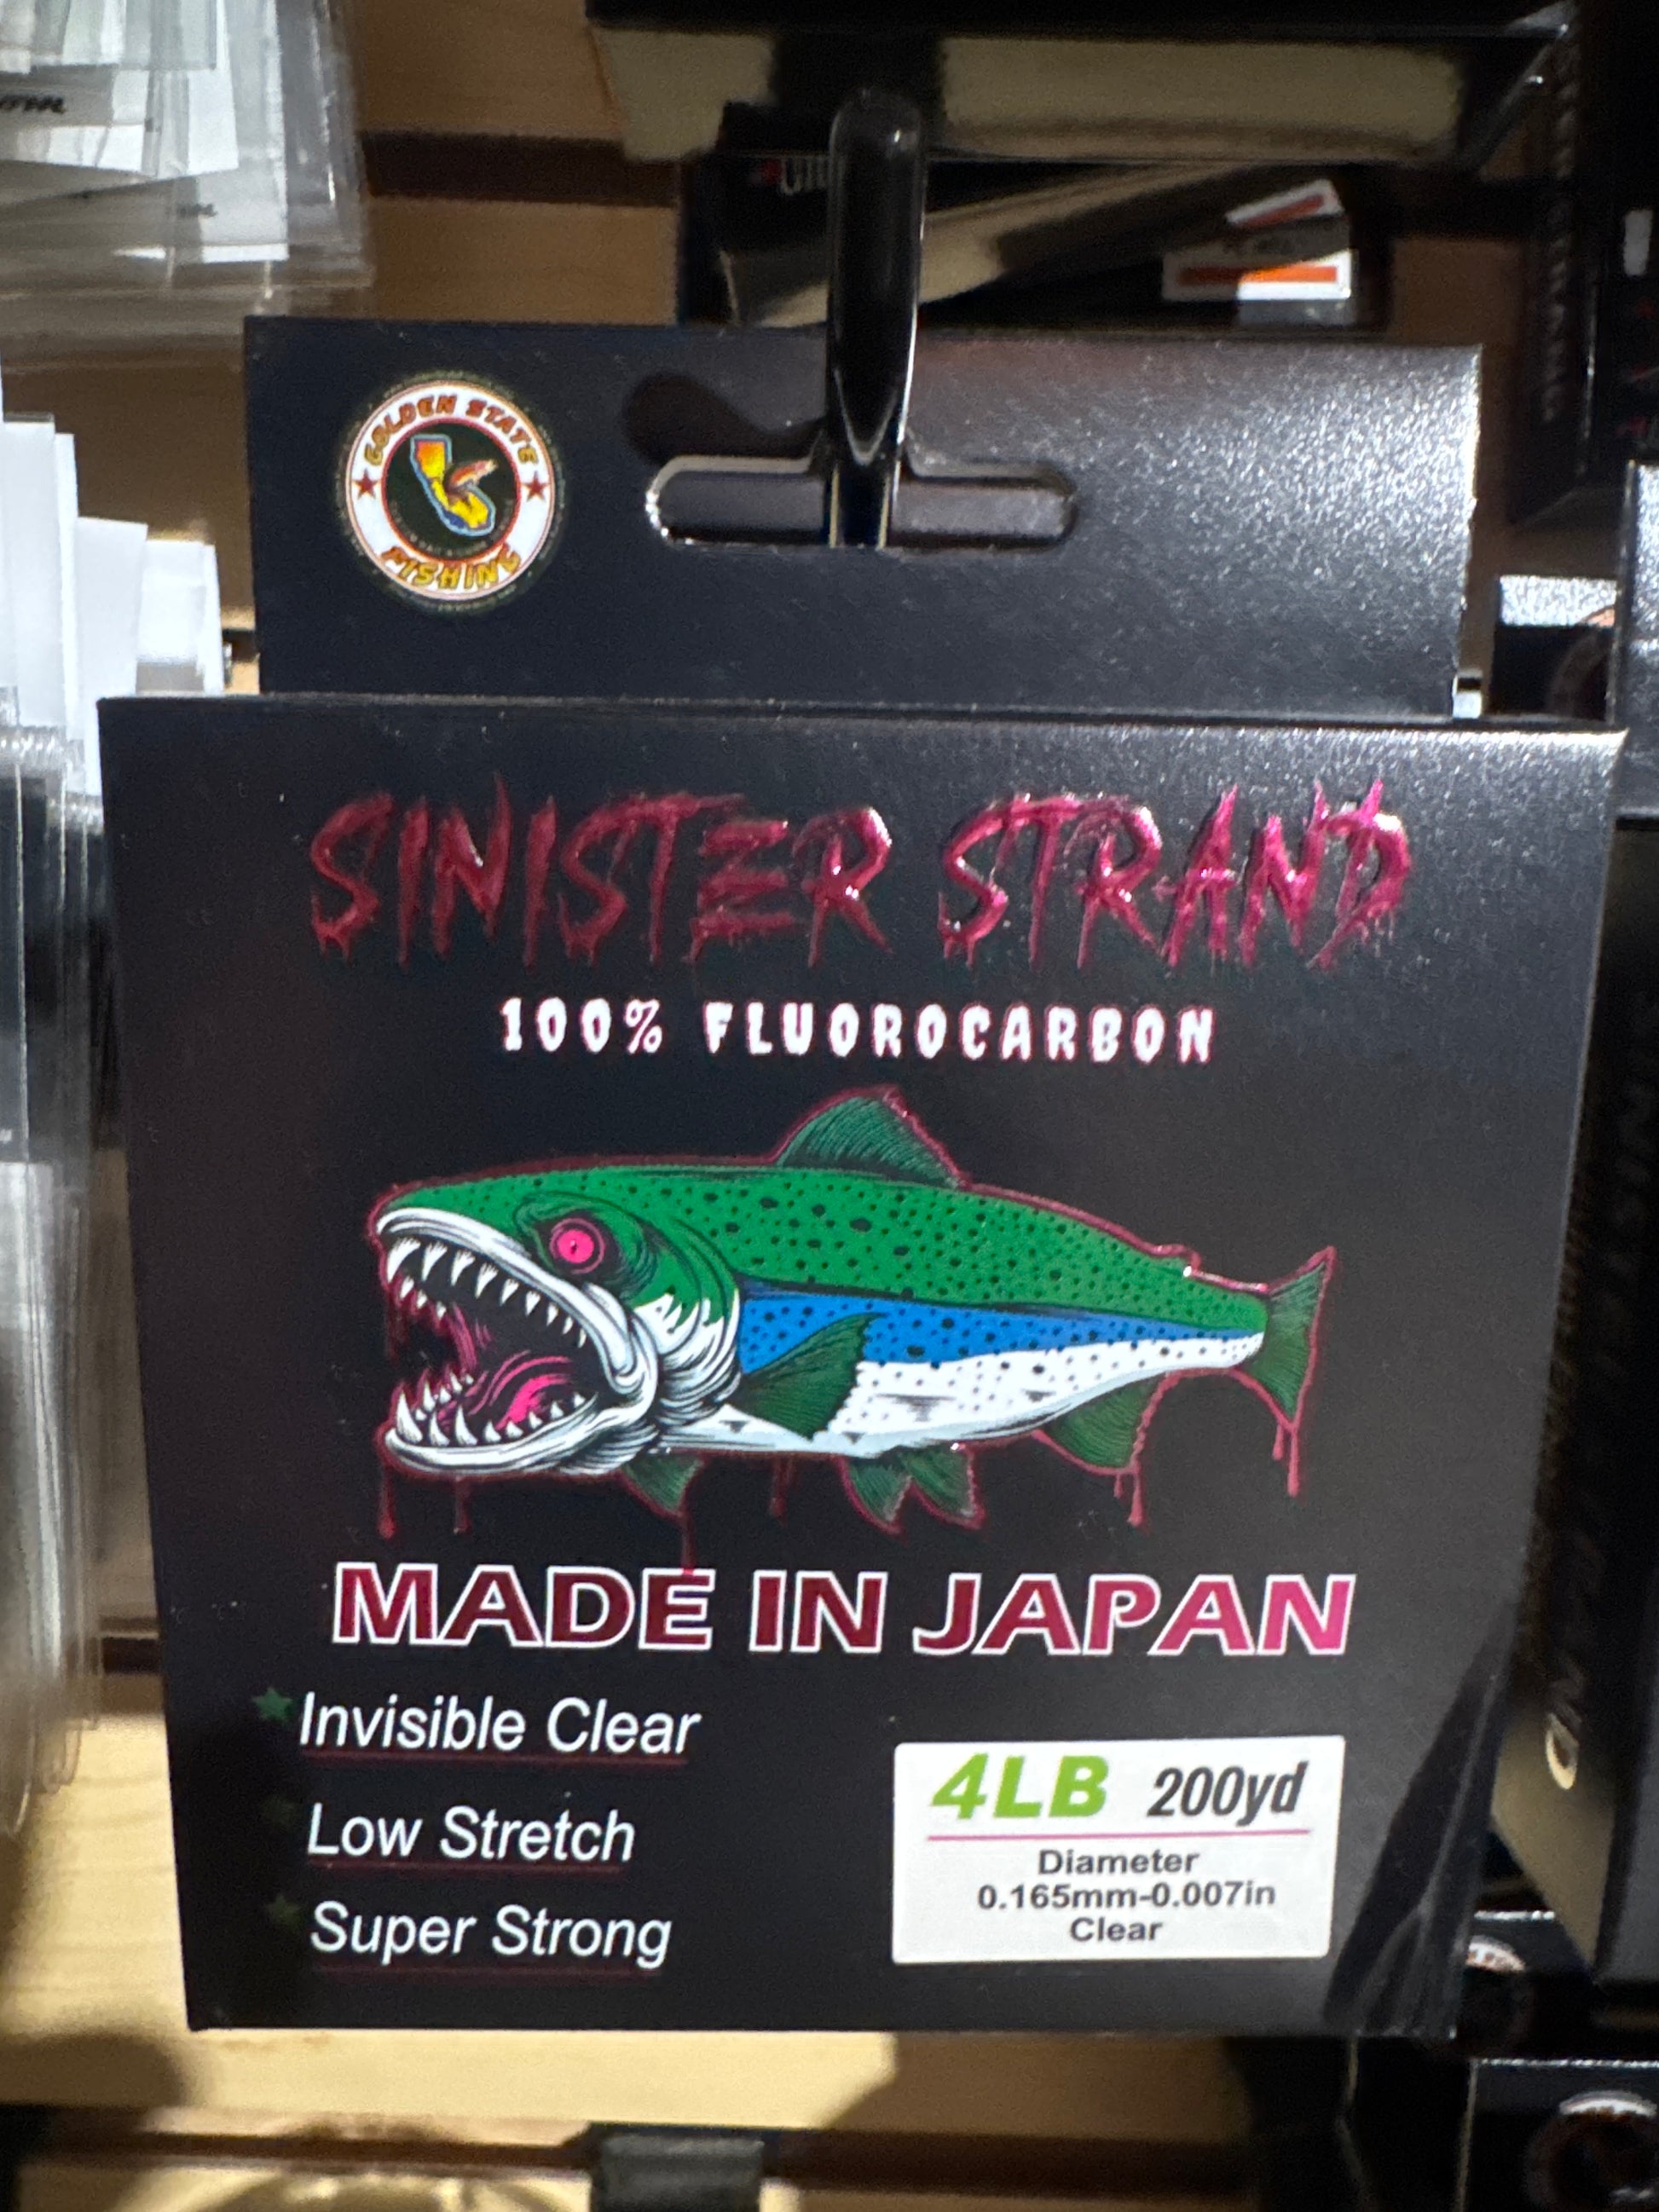 GOLDEN STATE
FISHING
SINISTER STRAND
100% FLUOROCARBON
MADE IN JAPAN
Invisible Clear
Low Stretch
Super Strong
4LB 200yd
Diameter
0.165mm-0.007in
Clear